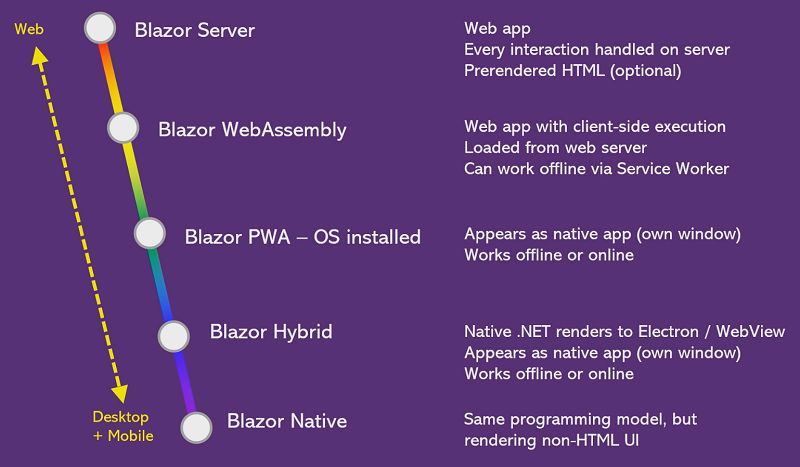 Web
Blazor Server
Web app
Every interaction handled on server
Prerendered HTML (optional)
Blazor WebAssembly
Web app with client-side execution
Loaded from web server
Can work offline via Service Worker
Blazor PWA – OS installed
Appears as native app (own window)
Works offline or online
Blazor Hybrid
Native .NET renders to Electron / WebView
Appears as native app (own window)
Works offline or online
Desktop
+ Mobile
Blazor Native
Same programming model, but
rendering non-HTML UI